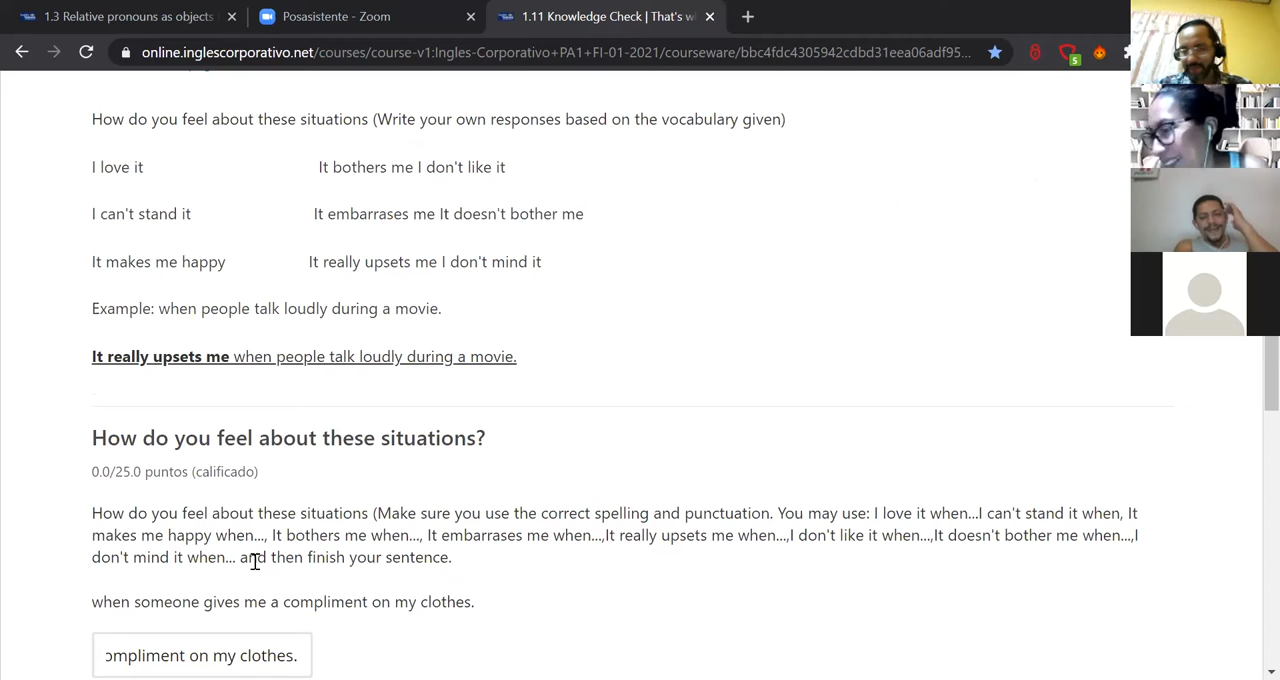 1.3 Relative pronouns as objects
Posasistente - Zoom
1.11 Knowledge Check | That's w
online.inglescorporativo.net/courses/course-v1:Ingles-Corporativo+PA1+FI-01-2021/courseware/bbc4fdc4305942cdbd31eea06adf95...
5
How do you feel about these situations (Write your own responses based on the vocabulary given)
I love it It bothers me I don't like it
I can't stand it It embarrases me It doesn't bother me
It makes me happy It really upsets me I don't mind it
Example: when people talk loudly during a movie.
It really upsets me when people talk loudly during a movie.
How do you feel about these situations?
0.0/25.0 puntos (calificado)
How do you feel about these situations (Make sure you use the correct spelling and punctuation. You may use: I love it when...I can't stand it when, It
makes me happy when..., It bothers me when..., It embarrases me when...,It really upsets me when...,I don't like it when...,It doesn't bother me when...,I
don't mind it when... and then finish your sentence.
when someone gives me a compliment on my clothes.
ompliment on my clothes.